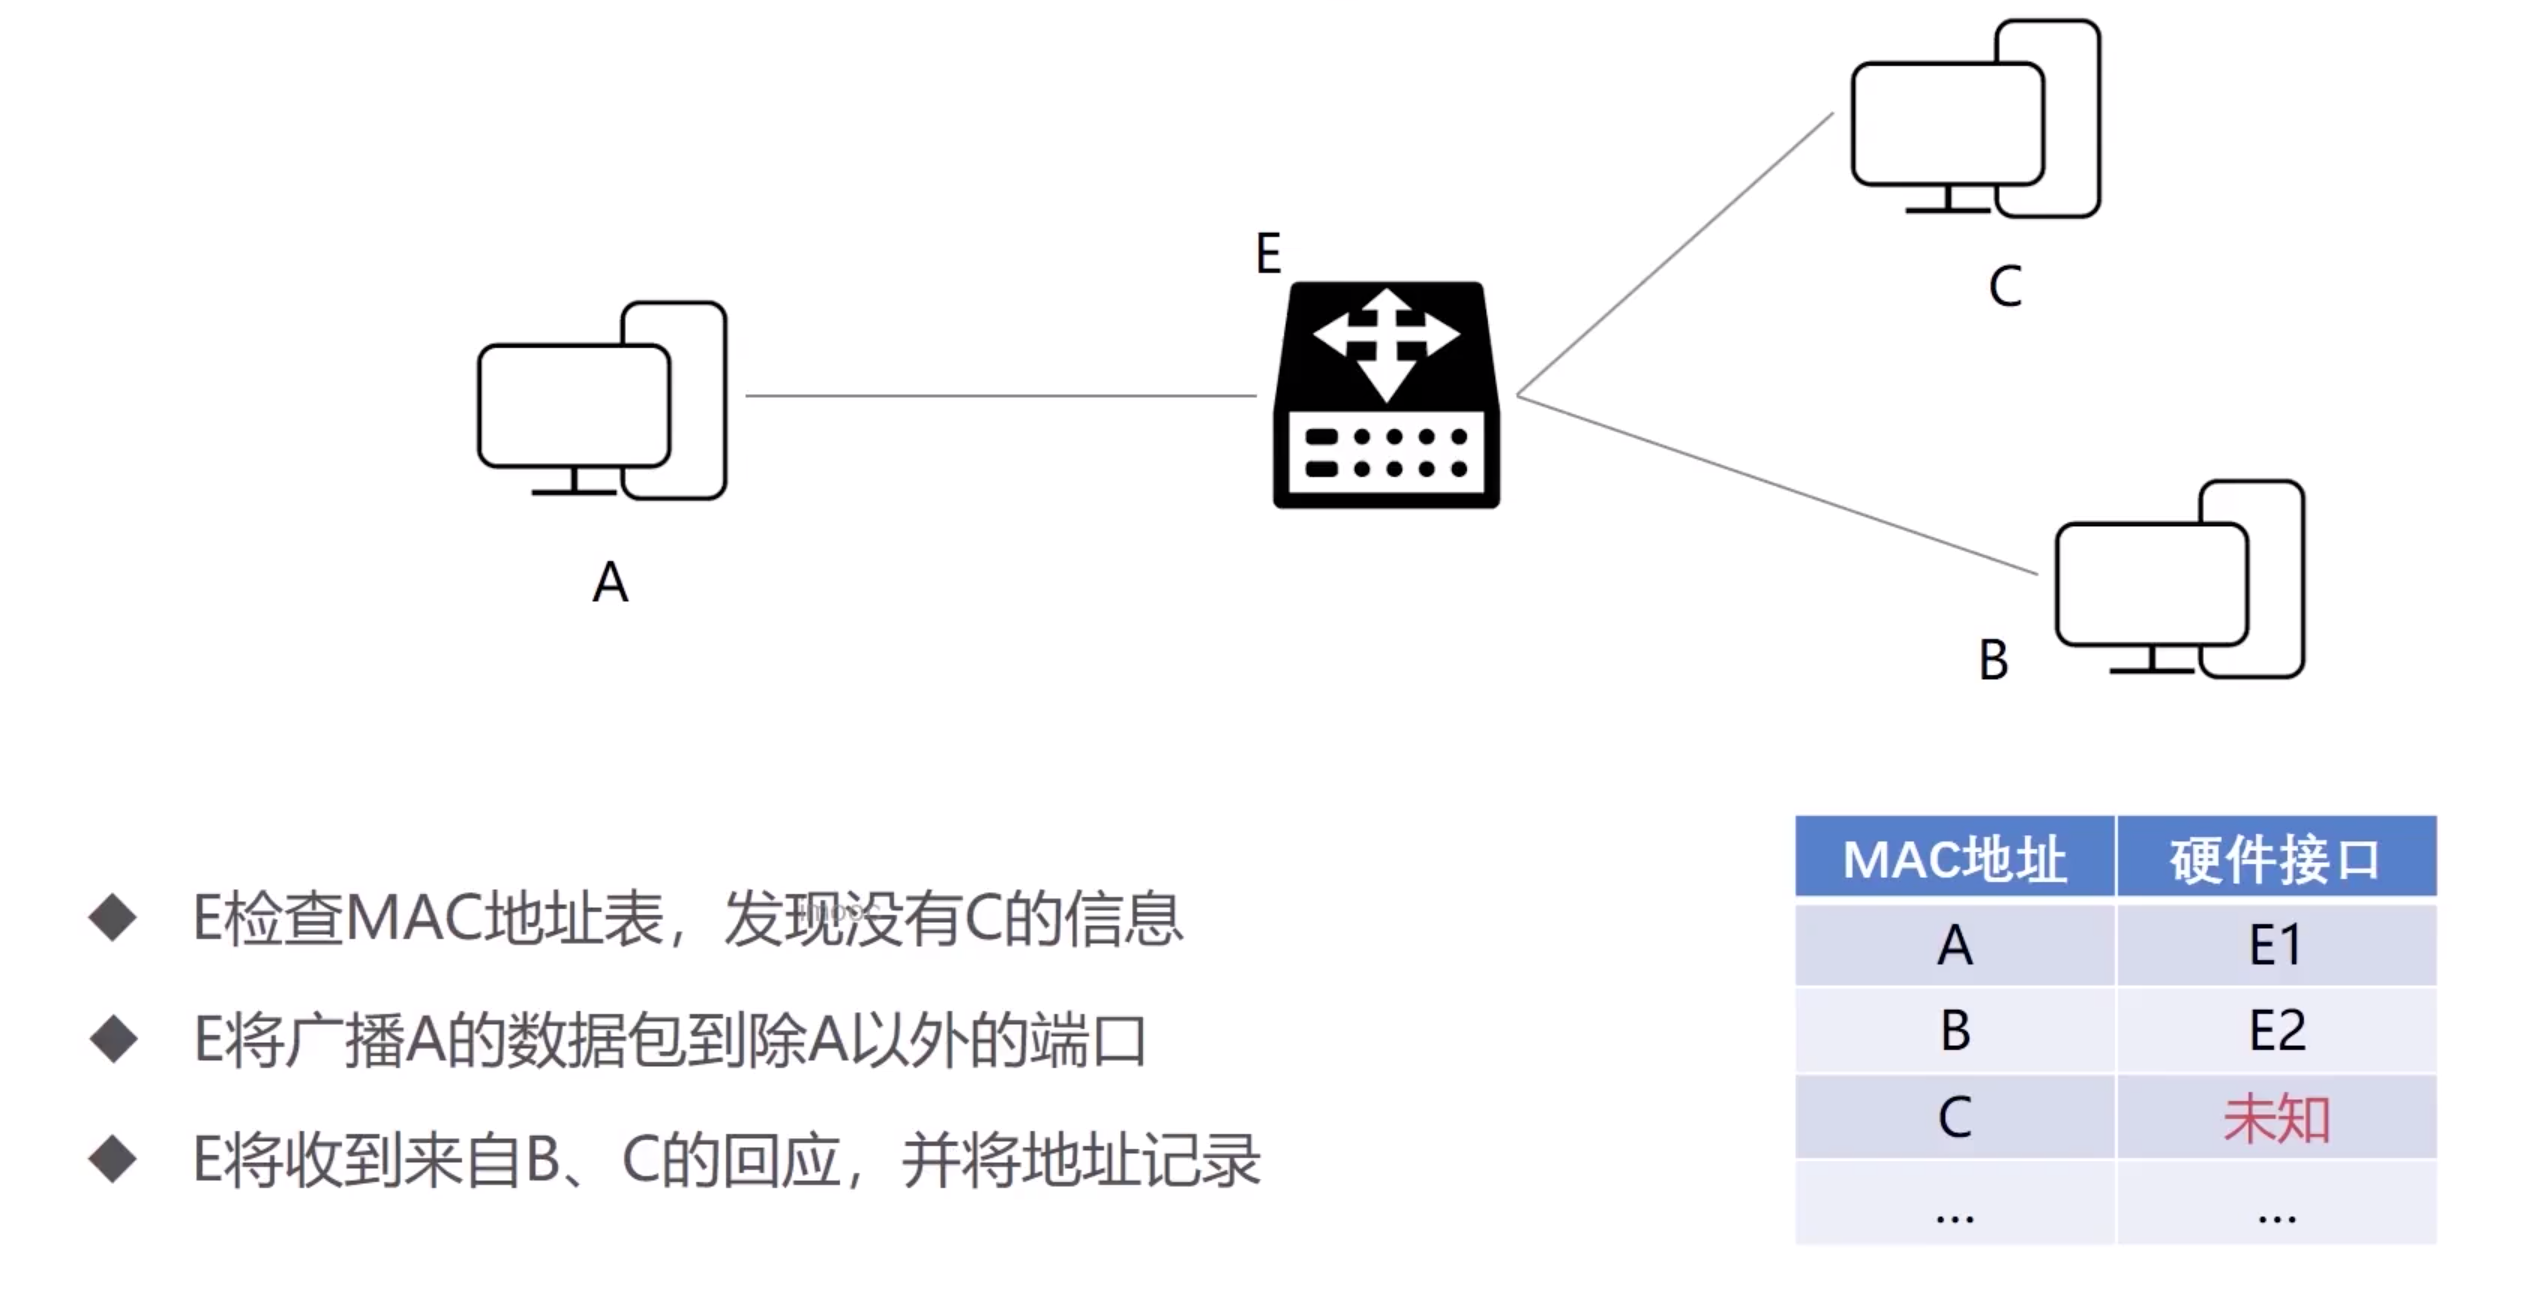 C
E
A
B
E检查MAC地址表，发现没有C的信息
imooc
E将广播A的数据包到除A以外的端口
E将收到来自B、C的回应，并将地址记录
MAC地址 硬件接口
A E1
B E2
C 未知
... ...